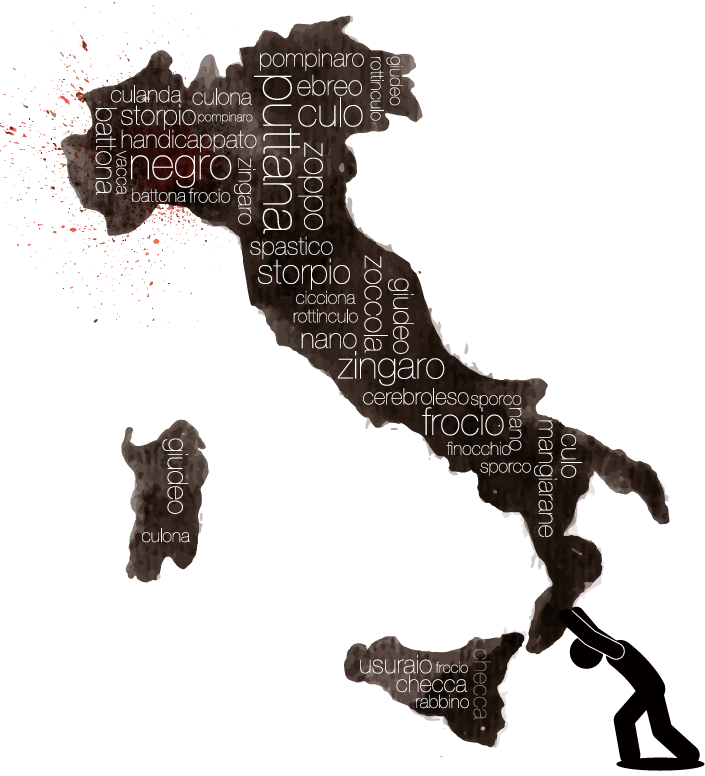 pompinaro
giudeo
rottinculo
puttana
ebreo
culo
culanda
culona
storpio
pompinaro
battona
handicappato
vacca
negro
zingaro
zoppo
battona
frocio
spastico
storpio
zoccola
giudeo
cicciona
rottinculo
nano
zingaro
cerebroleso
sporco
frocio
nano
finocchio
sporco
mangiarane
culo
giudeo
culona
usuraio
frocio
checca
checca
rabbino